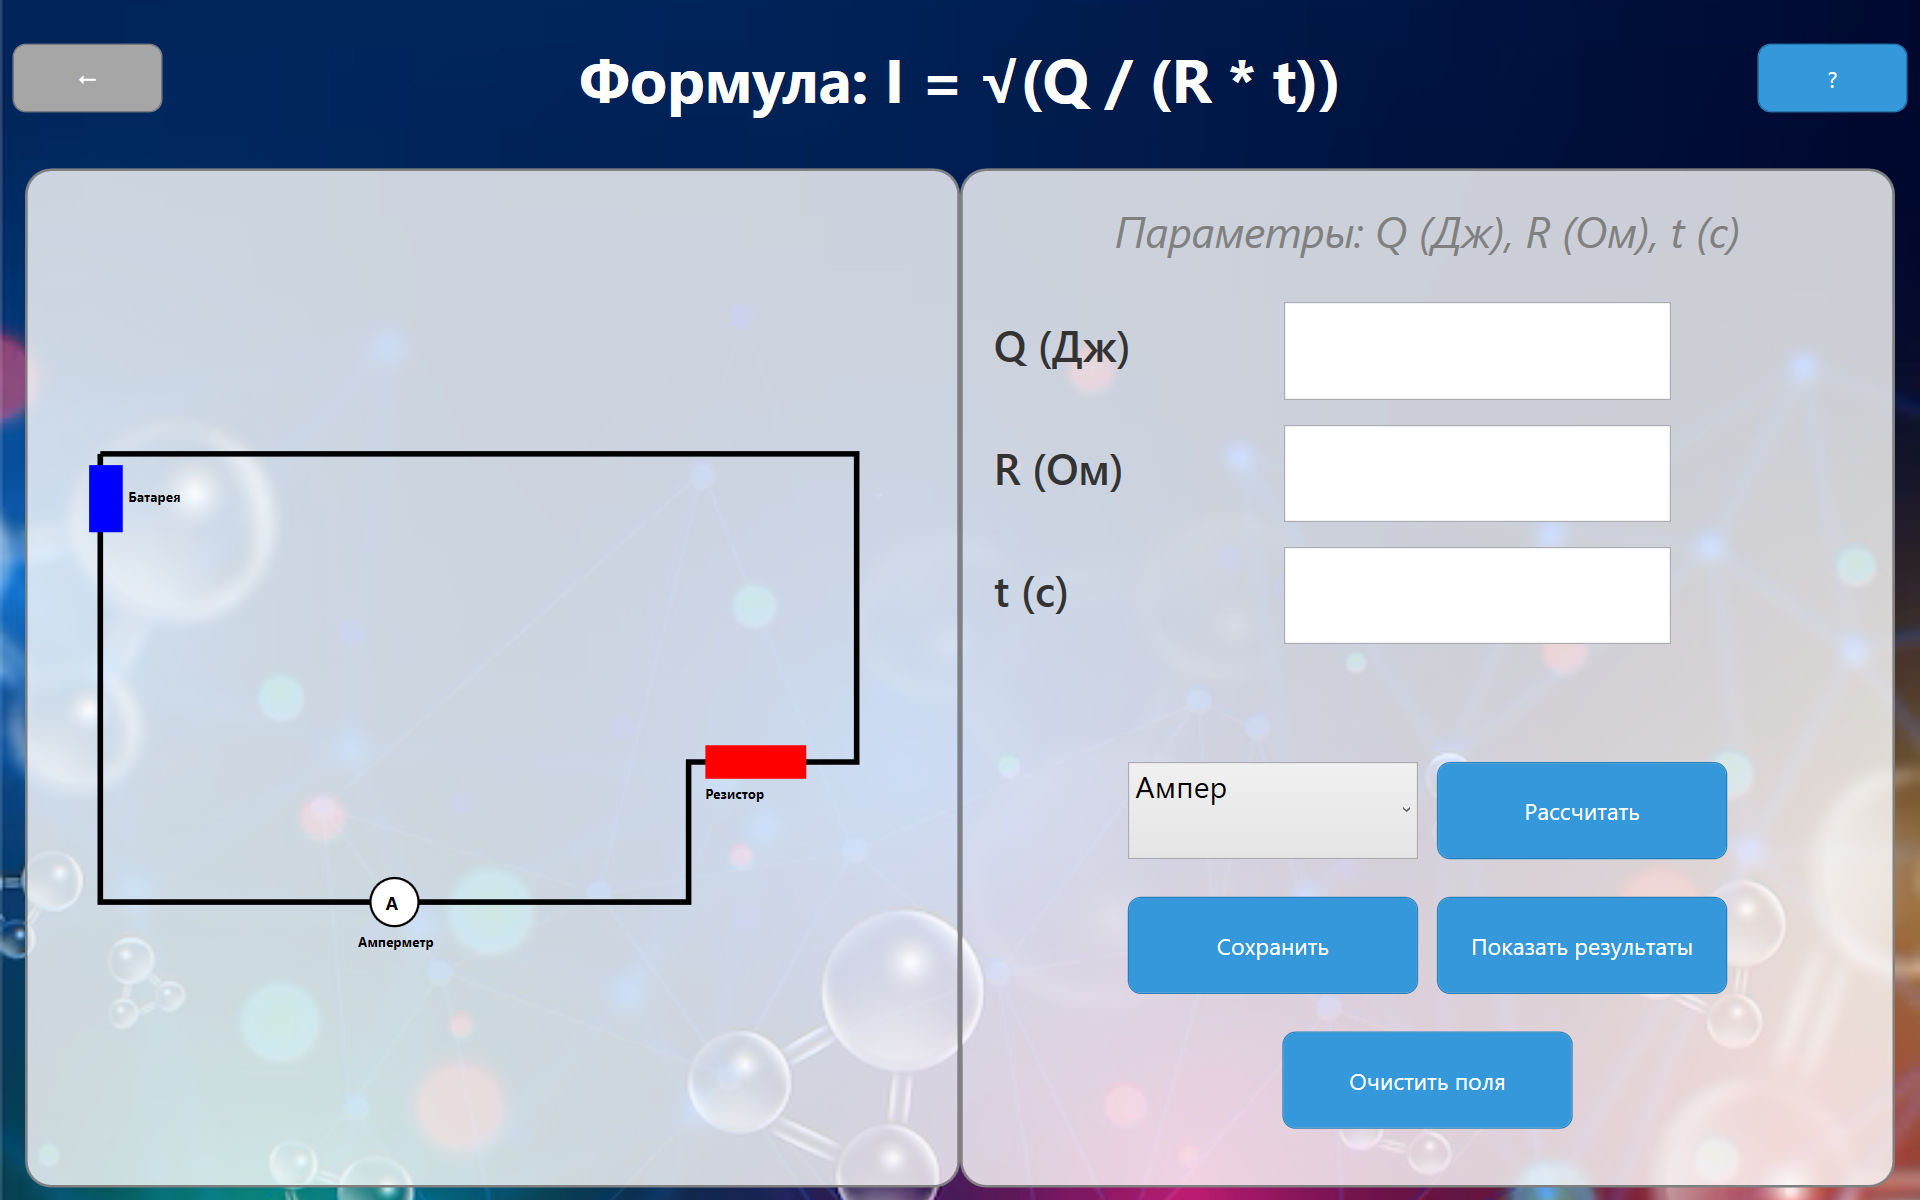 ←
Формула: I = √(Q / (R * t))
?
Батарея
Резистор
A
Амперметр
Параметры: Q (Дж), R (Ом), t (с)
Q (Дж)
R (Ом)
t (с)
Ампер
Рассчитать
Сохранить
Показать результаты
Очистить поля